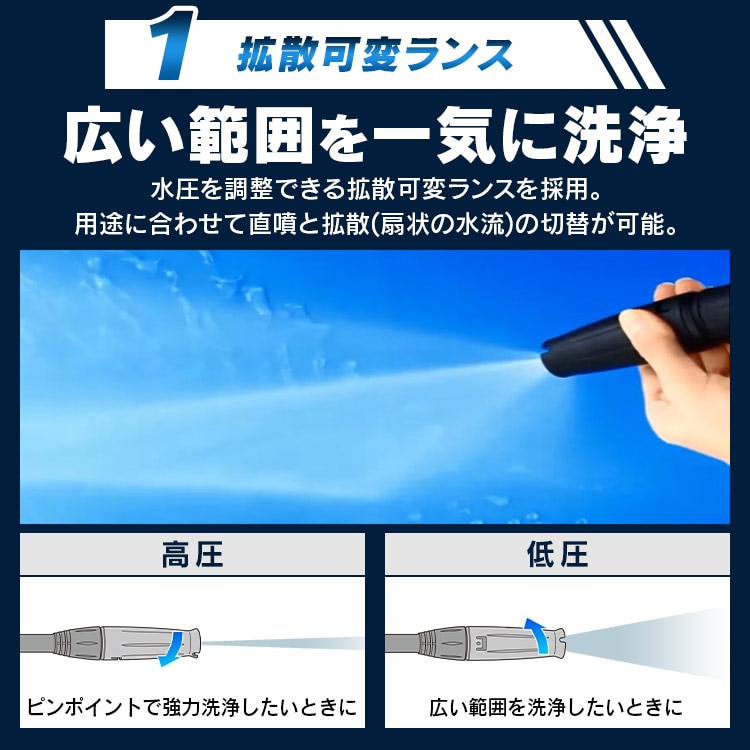 1 拡散可変ランス
広い範囲を一気に洗浄
水圧を調整できる拡散可変ランスを採用。
用途に合わせて直噴と拡散(扇状の水流)の切替が可能。
高圧
ピンポイントで強力洗浄したいときに
低圧
広い範囲を洗浄したいときに